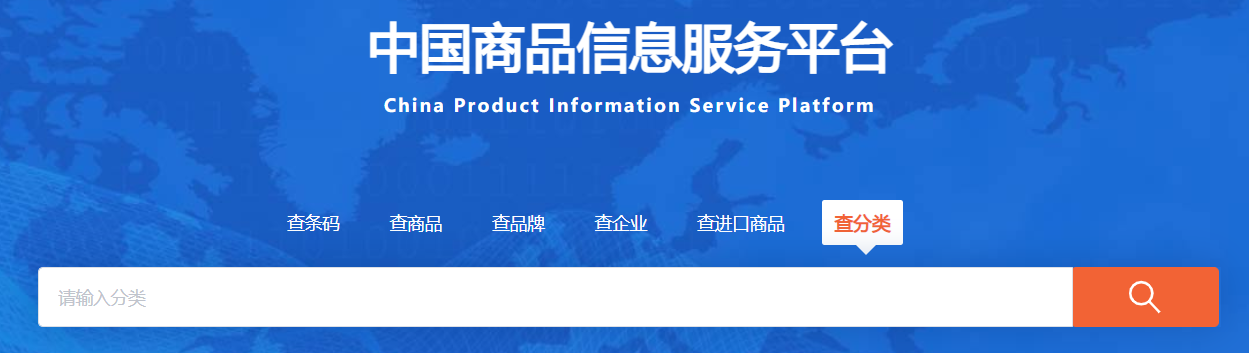 中国商品信息服务平台
China Product Information Service Platform
查条码 查商品 查品牌 查企业 查进口商品 查分类
请输入分类